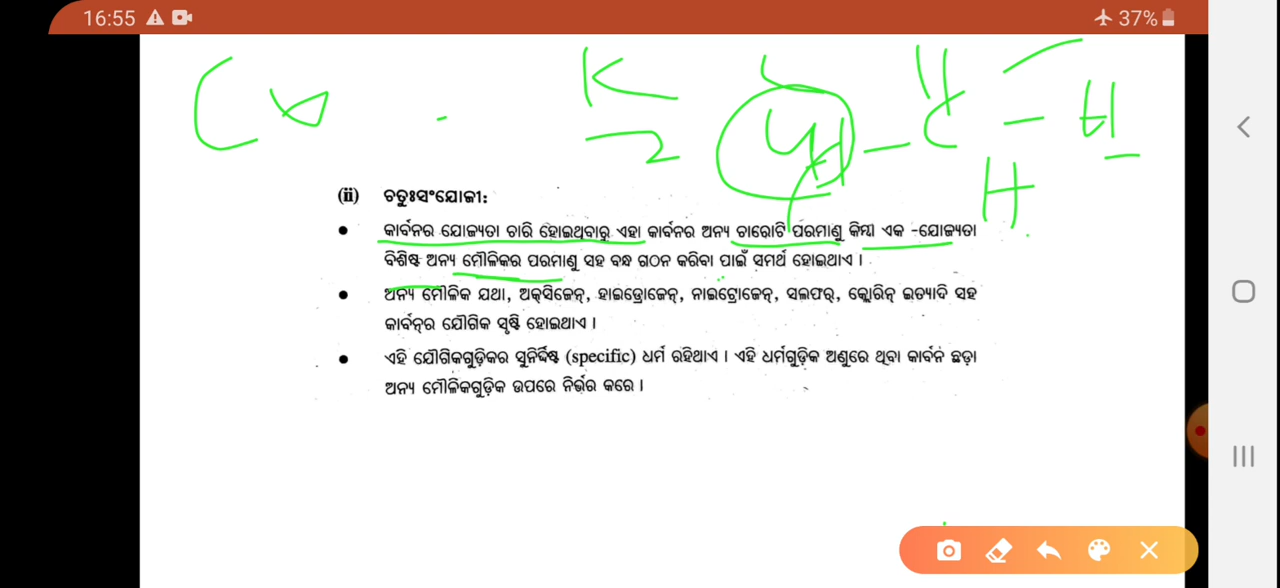 16:55
37%
K L
2 4 - C - H
H
(ii) ଚତୁଃସଂଯୋଜୀ:
• କାର୍ବନର ଯୋଜ୍ୟତା ଚାରି ହୋଇଥିବାରୁ ଏହା କାର୍ବନର ଅନ୍ୟ ଚାରୋଟି ପରମାଣୁ କିମ୍ବା ଏକ -ଯୋଜ୍ୟତା
ବିଶିଷ୍ଟ ଅନ୍ୟ ମୌଳିକର ପରମାଣୁ ସହ ବନ୍ଧ ଗଠନ କରିବା ପାଇଁ ସମର୍ଥ ହୋଇଥାଏ ।
• ଅନ୍ୟ ମୌଳିକ ଯଥା, ଅକ୍‌ସିଜେନ୍, ହାଇଡ୍ରୋଜେନ୍, ନାଇଟ୍ରୋଜେନ୍, ସଲଫର୍, କ୍ଲୋରିନ୍ ଇତ୍ୟାଦି ସହ
କାର୍ବନ୍‌ର ଯୌଗିକ ସୃଷ୍ଟି ହୋଇଥାଏ ।
• ଏହି ଯୌଗିକଗୁଡ଼ିକର ସୁନିର୍ଦ୍ଦିଷ୍ଟ (specific) ଧର୍ମ ରହିଥାଏ । ଏହି ଧର୍ମଗୁଡ଼ିକ ଅଣୁରେ ଥିବା କାର୍ବନ ଛଡ଼ା
ଅନ୍ୟ ମୌଳିକଗୁଡ଼ିକ ଉପରେ ନିର୍ଭର କରେ ।